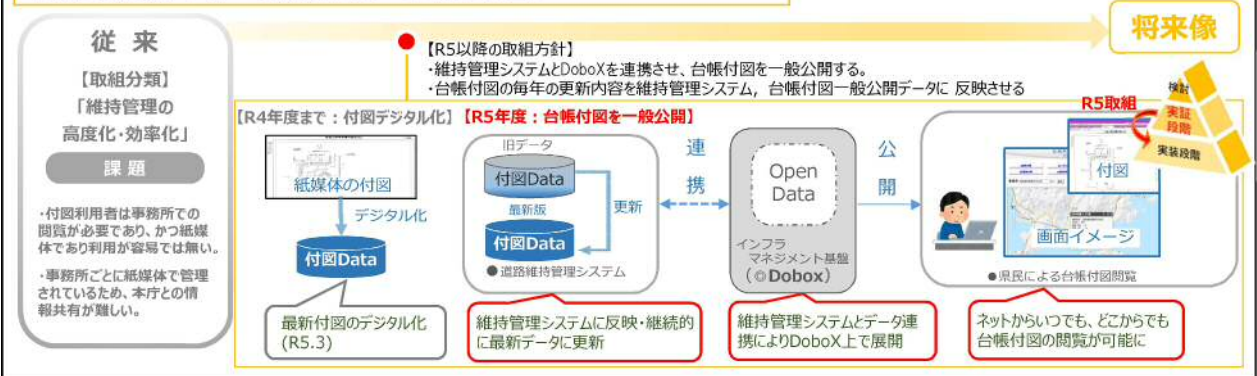 従 来
【取組分類】
「維持管理の
高度化･効率化」
課 題
･付図利用者は事務所での
閲覧が必要であり、かつ紙媒
体であり利用が容易では無い。
･事務所ごとに紙媒体で管理
されているため、本庁との情
報共有が難しい。
将来像
【R5以降の取組方針】
･維持管理システムとDoboXを連携させ、台帳付図を一般公開する。
･台帳付図の毎年の更新内容を維持管理システム, 台帳付図一般公開データに 反映させる
【R4年度まで：付図デジタル化】
紙媒体の付図
デジタル化
付図Data
最新付図のデジタル化
(R5.3)
【R5年度：台帳付図を一般公開】
旧データ
付図Data
最新版
更新
付図Data
●道路維持管理システム
維持管理システムに反映･継続的
に最新データに更新
連
携
Open
Data
インフラ
マネジメント基盤
(◎Dobox)
維持管理システムとデータ連
携によりDoboX上で展開
公
開
R5取組
検討
実証
段階
実装段階
付図
画面イメージ
●県民による台帳付図閲覧
ネットからいつでも、どこからでも
台帳付図の閲覧が可能に